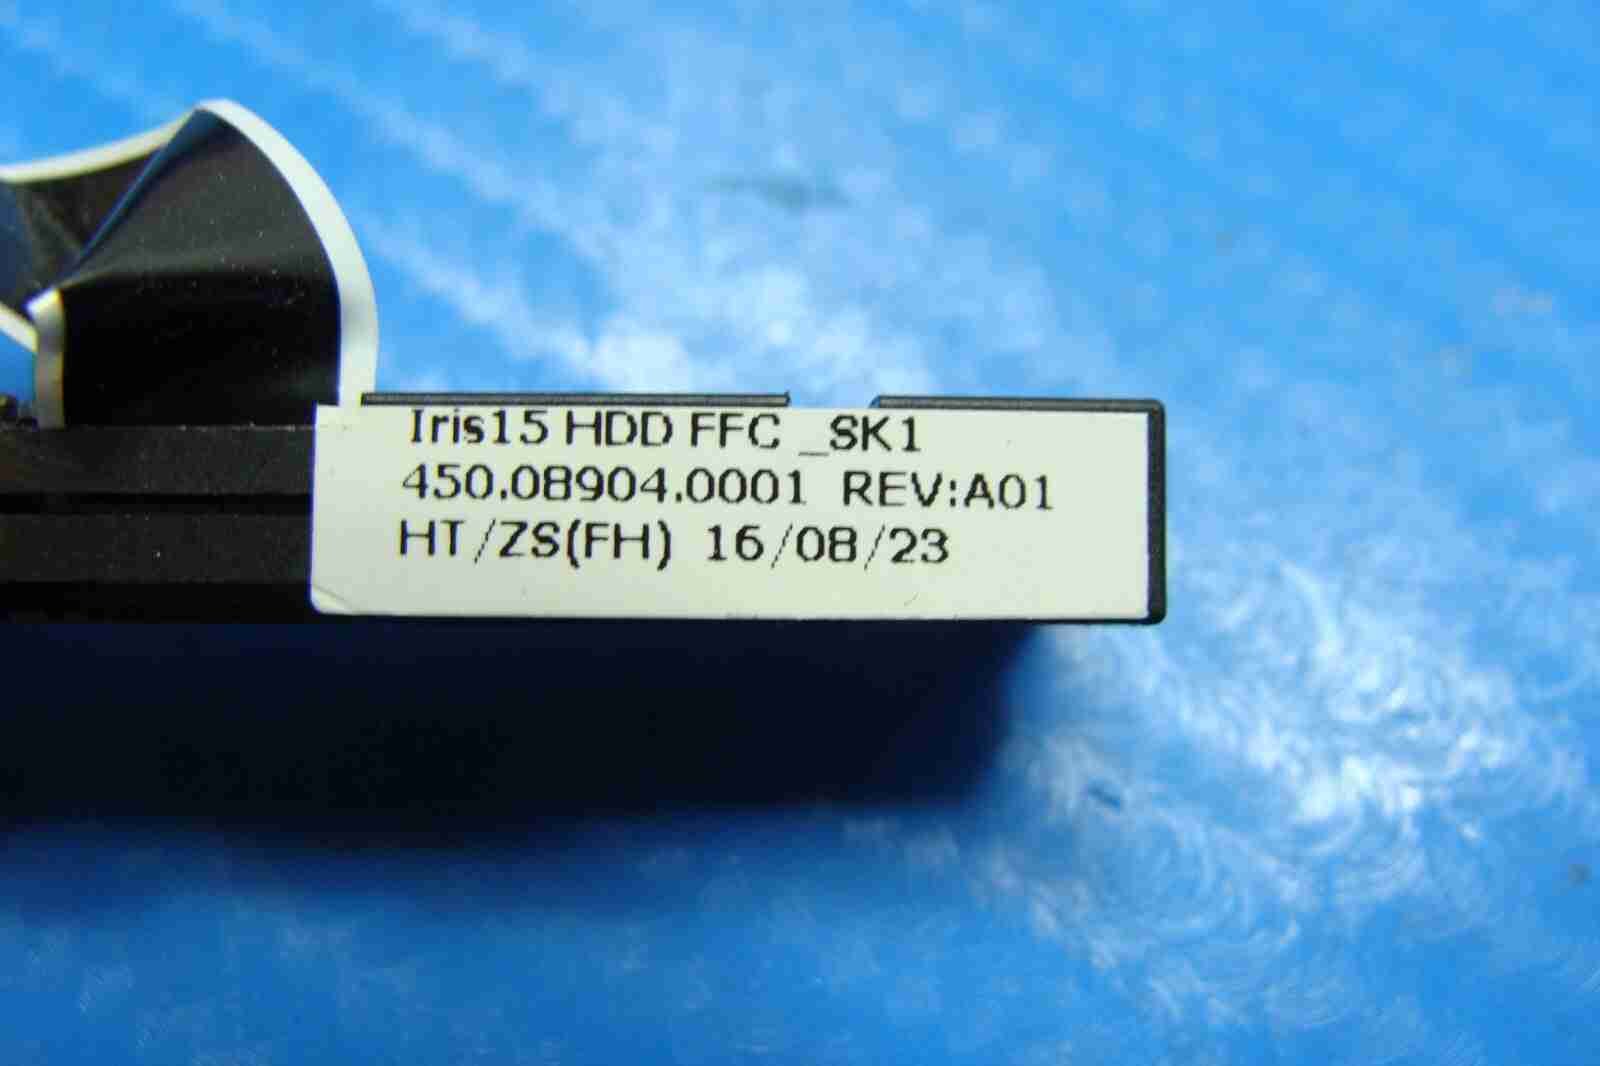 Iris15 HDD FFC _SK1
450.08904.0001 REV:A01
HT/ZS(FH) 16/08/23